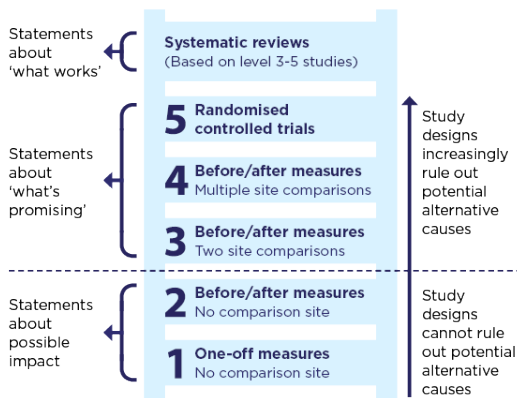 Statements
about
‘what works’
Systematic reviews
(Based on level 3-5 studies)
Statements
about
‘what’s
promising’
5 Randomised
controlled trials
4 Before/after measures
Multiple site comparisons
3 Before/after measures
Two site comparisons
Study
designs
increasingly
rule out
potential
alternative
causes
Statements
about
possible
impact
2 Before/after measures
No comparison site
1 One-off measures
No comparison site
Study
designs
cannot rule
out potential
alternative
causes